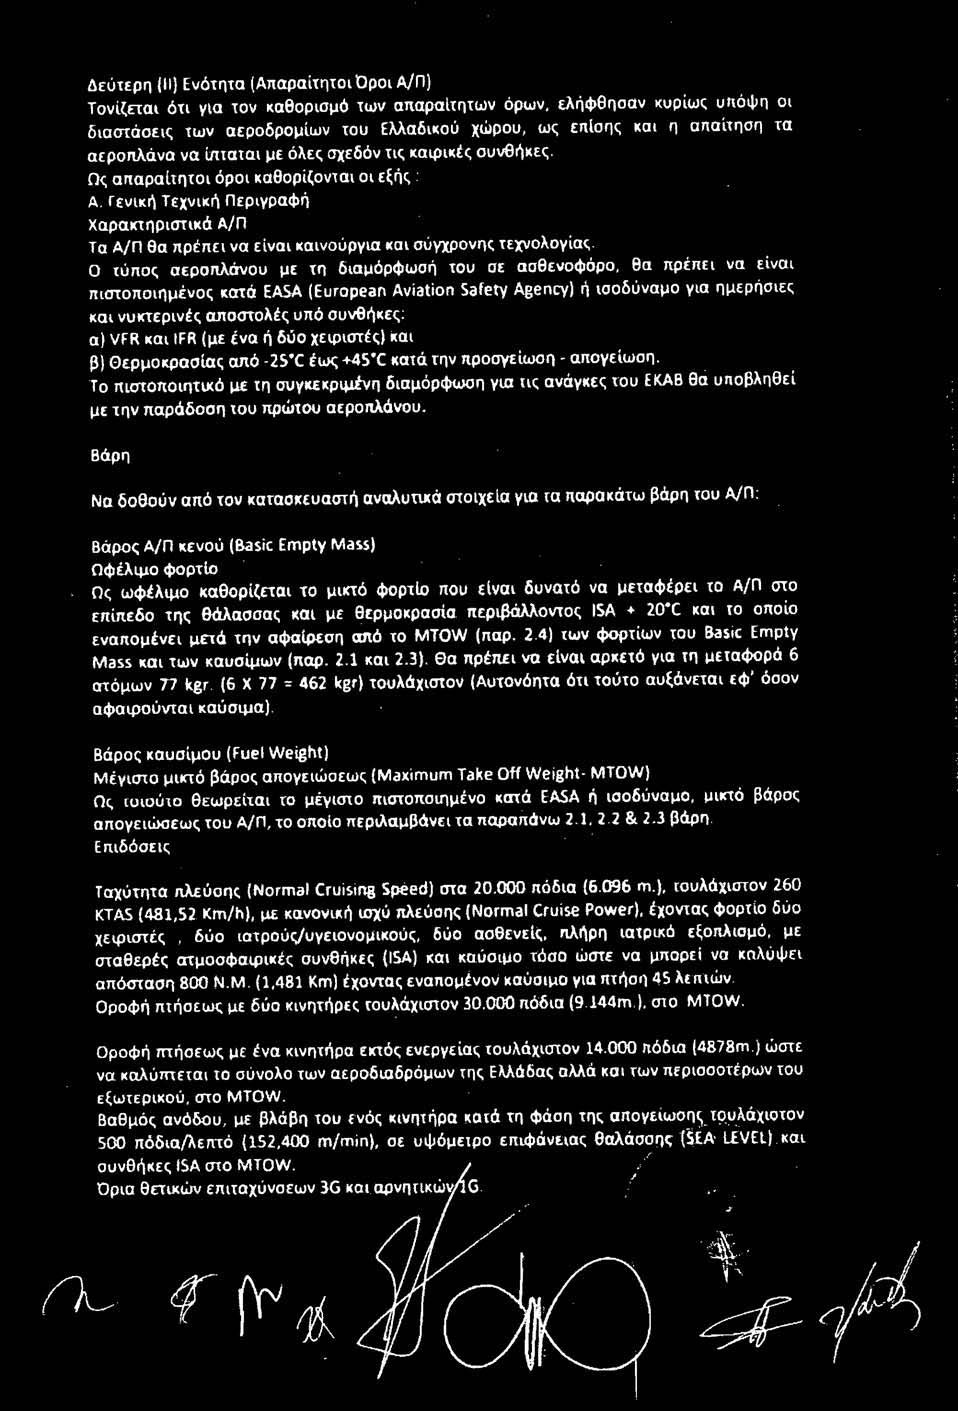 Δεύτερη (ΙΙ) Ενότητα (Απαραίτητοι Όροι Α/Π)
Τονίζεται ότι για τον καθορισμό των απαραίτητων όρων, ελήφθησαν κυρίως υπόψη οι
διαστάσεις των αεροδρομίων του Ελλαδικού χώρου, ως επίσης και η απαίτηση τα
αεροπλάνα να ίπταται με όλες σχεδόν τις καιρικές συνθήκες.
Ως απαραίτητοι όροι καθορίζονται οι εξής :
Α. Γενική Τεχνική Περιγραφή
Χαρακτηριστικά Α/Π
Τα Α/Π θα πρέπει να είναι καινούργια και σύγχρονης τεχνολογίας.
Ο τύπος αεροπλάνου με τη διαμόρφωσή του σε ασθενοφόρο, θα πρέπει να είναι
πιστοποιημένος κατά EASA (European Aviation Safety Agency) ή ισοδύναμο για ημερήσιες
και νυκτερινές αποστολές υπό συνθήκες:
α) VFR και IFR (με ένα ή δύο χειριστές) και
β) Θερμοκρασίας από -25°C έως +45°C κατά την προσγείωση - απογείωση.
Το πιστοποιητικό με τη συγκεκριμένη διαμόρφωση για τις ανάγκες του ΕΚΑΒ θα υποβληθεί
με την παράδοση του πρώτου αεροπλάνου.
Βάρη
Να δοθούν από τον κατασκευαστή αναλυτικά στοιχεία για τα παρακάτω βάρη του Α/Π:
Βάρος Α/Π κενού (Basic Empty Mass)
Ωφέλιμο φορτίο
Ως ωφέλιμο καθορίζεται το μικτό φορτίο που είναι δυνατό να μεταφέρει το Α/Π στο
επίπεδο της θάλασσας και με θερμοκρασία περιβάλλοντος ISA + 20°C και το οποίο
εναπομένει μετά την αφαίρεση από το MTOW (παρ. 2.4) των φορτίων του Basic Empty
Mass και των καυσίμων (παρ. 2.1 και 2.3). Θα πρέπει να είναι αρκετό για τη μεταφορά 6
ατόμων 77 kgr. (6 X 77 = 462 kgr) τουλάχιστον (Αυτονόητα ότι τούτο αυξάνεται εφ' όσον
αφαιρούνται καύσιμα).
Βάρος καυσίμου (Fuel Weight)
Μέγιστο μικτό βάρος απογειώσεως (Maximum Take Off Weight- MTOW)
Ως τοιούτο θεωρείται το μέγιστο πιστοποιημένο κατά EASA ή ισοδύναμο, μικτό βάρος
απογειώσεως του Α/Π, το οποίο περιλαμβάνει τα παραπάνω 2.1, 2.2 & 2.3 βάρη.
Επιδόσεις
Ταχύτητα πλεύσης (Normal Cruising Speed) στα 20.000 πόδια (6.096 m.), τουλάχιστον 260
KTAS (481,52 Km/h), με κανονική ισχύ πλεύσης (Normal Cruise Power), έχοντας φορτίο δύο
χειριστές , δύο ιατρούς/υγειονομικούς, δύο ασθενείς, πλήρη ιατρικό εξοπλισμό, με
σταθερές ατμοσφαιρικές συνθήκες (ISA) και καύσιμο τόσο ώστε να μπορεί να καλύψει
απόσταση 800 N.M. (1,481 Km) έχοντας εναπομένον καύσιμο για πτήση 45 λεπτών.
Οροφή πτήσεως με δύο κινητήρες τουλάχιστον 30.000 πόδια (9.144m.), στο MTOW.
Οροφή πτήσεως με ένα κινητήρα εκτός ενεργείας τουλάχιστον 14.000 πόδια (4878m.) ώστε
να καλύπτεται το σύνολο των αεροδιαδρόμων της Ελλάδας αλλά και των περισσοτέρων του
εξωτερικού, στο MTOW.
Βαθμός ανόδου, με βλάβη του ενός κινητήρα κατά τη φάση της απογείωσης τουλάχιστον
500 πόδια/λεπτό (152,400 m/min), σε υψόμετρο επιφάνειας θαλάσσης (SEA LEVEL) και
συνθήκες ISA στο MTOW.
Όρια θετικών επιταχύνσεων 3G και αρνητικών 1G.